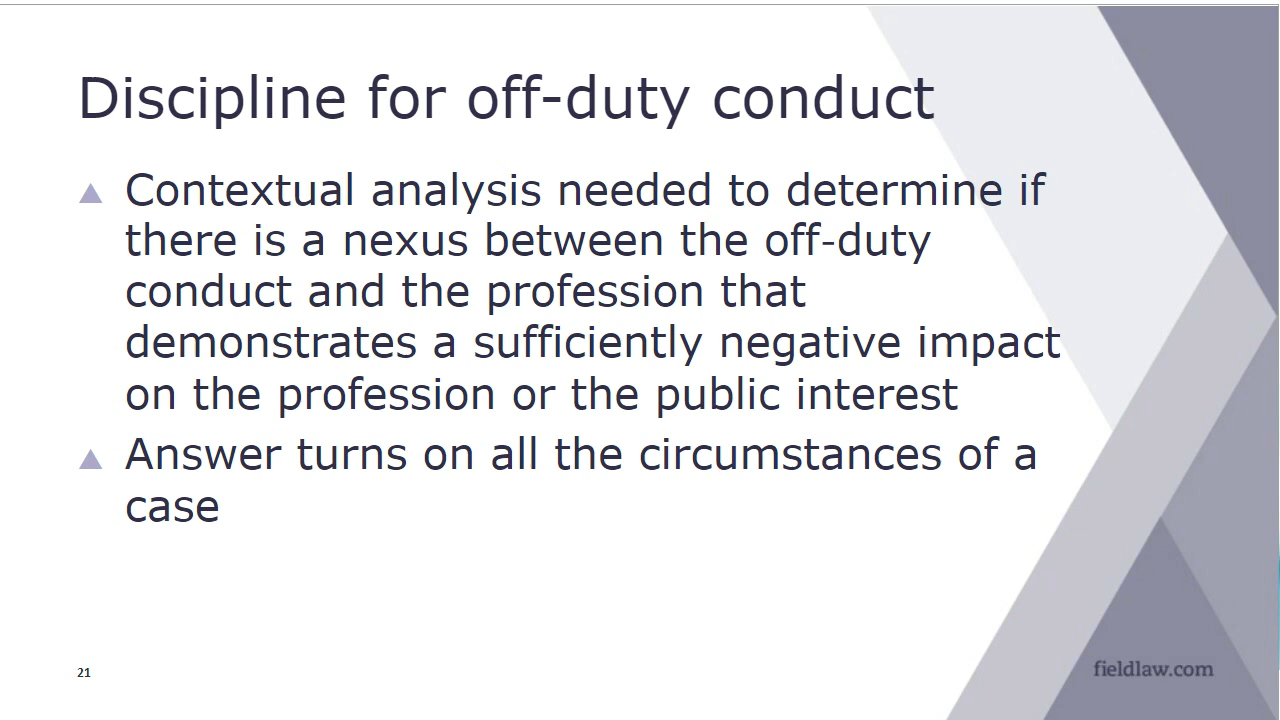 Discipline for off-duty conduct
Contextual analysis needed to determine if
there is a nexus between the off-duty
conduct and the profession that
demonstrates a sufficiently negative impact
on the profession or the public interest
Answer turns on all the circumstances of a
case
21
fieldlaw.com